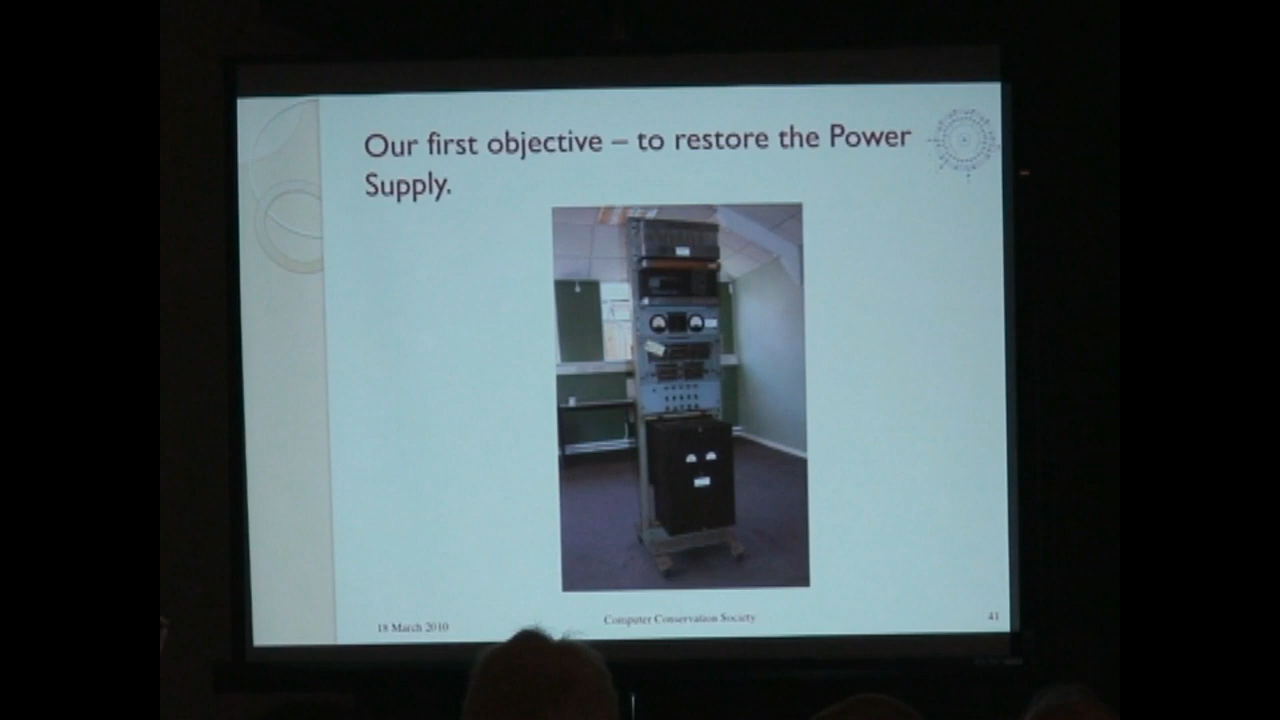 Our first objective – to restore the Power
Supply.
18 March 2010
Computer Conservation Society
41